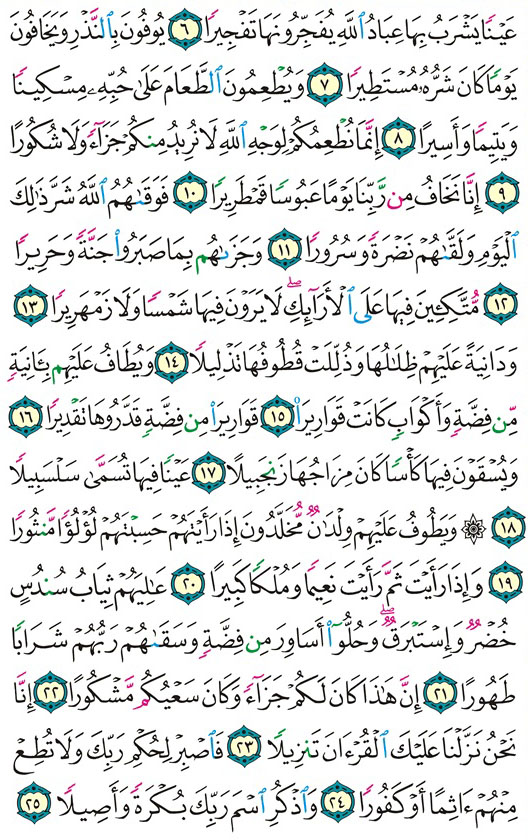 عَيْنًا يَشْرَبُ بِهَا عِبَادُ ٱللَّهِ يُفَجِّرُونَهَا تَفْجِيرًا ٦ يُوفُونَ بِٱلنَّذْرِ وَيَخَافُونَ
يَوْمًا كَانَ شَرُّهُۥ مُسْتَطِيرًا ٧ وَيُطْعِمُونَ ٱلطَّعَامَ عَلَىٰ حُبِّهِۦ مِسْكِينًا
وَيَتِيمًا وَأَسِيرًا ٨ إِنَّمَا نُطْعِمُكُمْ لِوَجْهِ ٱللَّهِ لَا نُرِيدُ مِنكُمْ جَزَآءً وَلَا شُكُورًا
٩ إِنَّا نَخَافُ مِن رَّبِّنَا يَوْمًا عَبُوسًا قَمْطَرِيرًا ١٠ فَوَقَىٰهُمُ ٱللَّهُ شَرَّ ذَٰلِكَ
ٱلْيَوْمِ وَلَقَّىٰهُمْ نَضْرَةً وَسُرُورًا ١١ وَجَزَىٰهُم بِمَا صَبَرُوا۟ جَنَّةً وَحَرِيرًا
١٢ مُّتَّكِـِٔينَ فِيهَا عَلَى ٱلْأَرَآئِكِ ۖ لَا يَرَوْنَ فِيهَا شَمْسًا وَلَا زَمْهَرِيرًا ١٣
وَدَانِيَةً عَلَيْهِمْ ظِلَٰلُهَا وَذُلِّلَتْ قُطُوفُهَا تَذْلِيلًا ١٤ وَيُطَافُ عَلَيْهِم بِـَٔانِيَةٍ
مِّن فِضَّةٍ وَأَكْوَابٍ كَانَتْ قَوَارِيرَا۠ ١٥ قَوَارِيرَا۟ مِن فِضَّةٍ قَدَّرُوهَا تَقْدِيرًا ١٦
وَيُسْقَوْنَ فِيهَا كَأْسًا كَانَ مِزَاجُهَا زَنجَبِيلًا ١٧ عَيْنًا فِيهَا تُسَمَّىٰ سَلْسَبِيلًا
١٨ ۞ وَيَطُوفُ عَلَيْهِمْ وِلْدَٰنٌ مُّخَلَّدُونَ إِذَا رَأَيْتَهُمْ حَسِبْتَهُمْ لُؤْلُؤًا مَّنثُورًا
١٩ وَإِذَا رَأَيْتَ ثَمَّ رَأَيْتَ نَعِيمًا وَمُلْكًا كَبِيرًا ٢٠ عَٰلِيَهُمْ ثِيَابُ سُندُسٍ
خُضْرٌ وَإِسْتَبْرَقٌ ۖ وَحُلُّوٓا۟ أَسَاوِرَ مِن فِضَّةٍ وَسَقَىٰهُمْ رَبُّهُمْ شَرَابًا
طَهُورًا ٢١ إِنَّ هَٰذَا كَانَ لَكُمْ جَزَآءً وَكَانَ سَعْيُكُم مَّشْكُورًا ٢٢ إِنَّا
نَحْنُ نَزَّلْنَا عَلَيْكَ ٱلْقُرْءَانَ تَنزِيلًا ٢٣ فَٱصْبِرْ لِحُكْمِ رَبِّكَ وَلَا تُطِعْ
مِنْهُمْ ءَاثِمًا أَوْ كَفُورًا ٢٤ وَٱذْكُرِ ٱسْمَ رَبِّكَ بُكْرَةً وَأَصِيلًا ٢٥